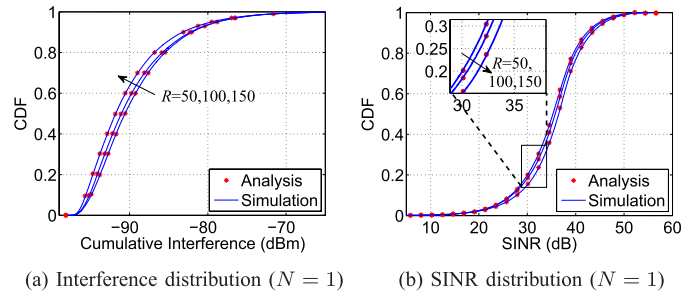 1
0.8
0.6
0.4
0.2
0
CDF
R=50,100,150
Analysis
Simulation
−90
−80
−70
Cumulative Interference (dBm)
(a) Interference distribution (N = 1)
1
0.8
0.6
0.4
0.2
0
CDF
0.3
0.25
0.2
30
35
R=50,
100,150
Analysis
Simulation
10
20
30
40
50
60
SINR (dB)
(b) SINR distribution (N = 1)